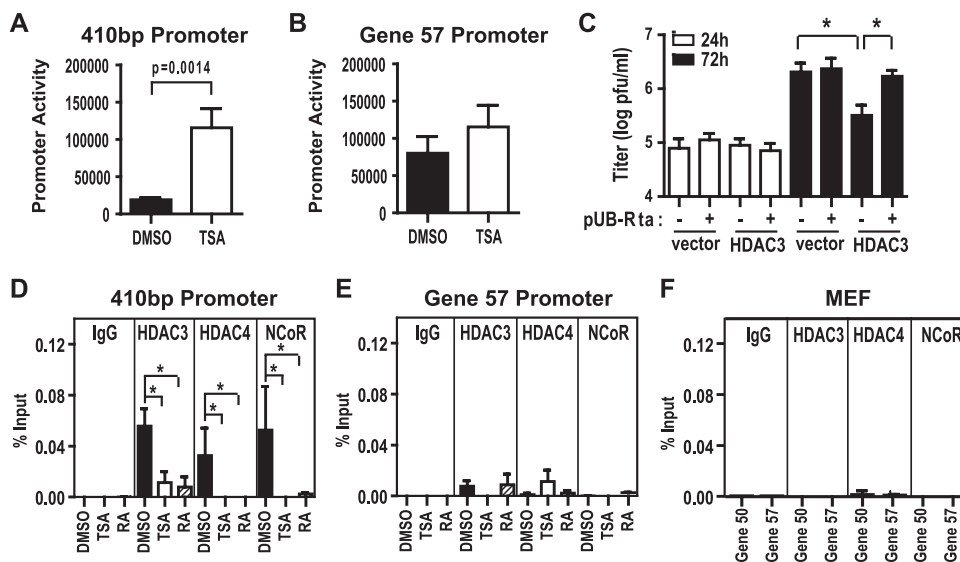 A
410bp Promoter
Promoter Activity
200000
150000
100000
50000
0
p=0.0014
DMSO TSA
B
Gene 57 Promoter
Promoter Activity
200000
150000
100000
50000
0
DMSO TSA
C
24h
72h
* *
Titer (log pfu/ml)
7
6
5
4
pUB-Rta: - + - + - + - +
vector HDAC3 vector HDAC3
D
410bp Promoter
IgG HDAC3 HDAC4 NCoR
% Input
0.12
0.08
0.04
0.00
* * * * * *
DMSO TSA RA DMSO TSA RA DMSO TSA RA DMSO TSA RA
E
Gene 57 Promoter
IgG HDAC3 HDAC4 NCoR
% Input
0.12
0.08
0.04
0.00
DMSO TSA RA DMSO TSA RA DMSO TSA RA DMSO TSA RA
F
MEF
IgG HDAC3 HDAC4 NCoR
% Input
0.12
0.08
0.04
0.00
Gene 50 Gene 57 Gene 50 Gene 57 Gene 50 Gene 57 Gene 50 Gene 57